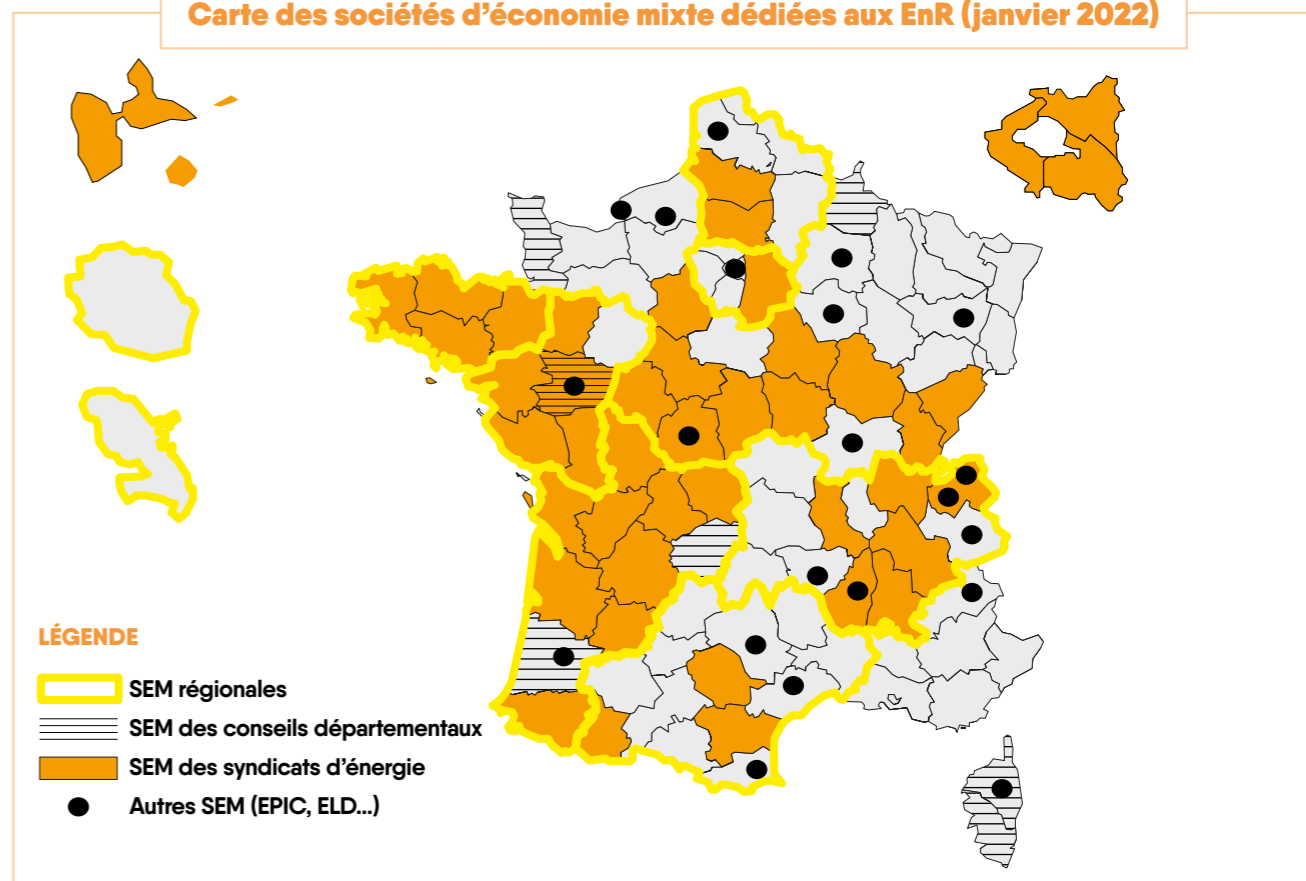 Carte des sociétés d'économie mixte dédiées aux EnR (janvier 2022)
LÉGENDE
SEM régionales
SEM des conseils départementaux
SEM des syndicats d'énergie
Autres SEM (EPIC, ELD...)